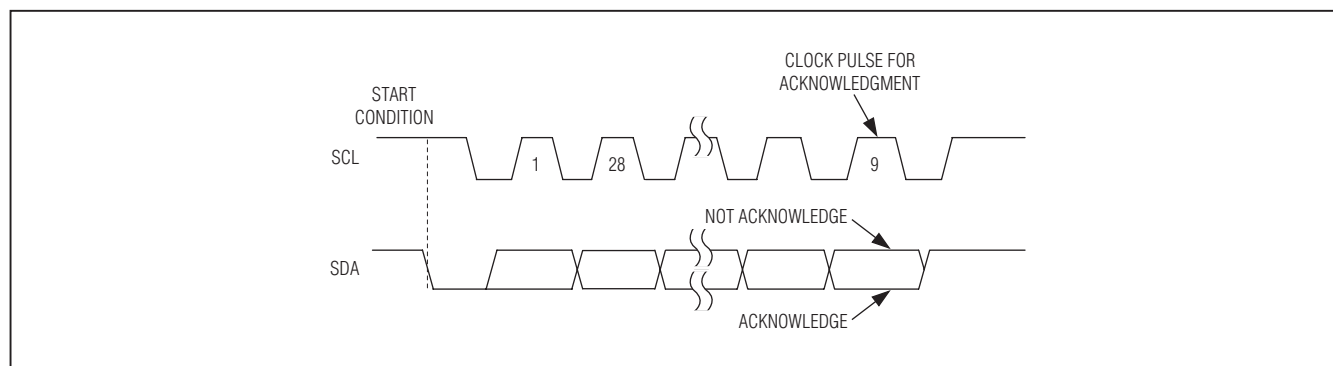 CLOCK PULSE FOR
ACKNOWLEDGMENT
START
CONDITION
SCL
1
28
9
NOT ACKNOWLEDGE
SDA
ACKNOWLEDGE